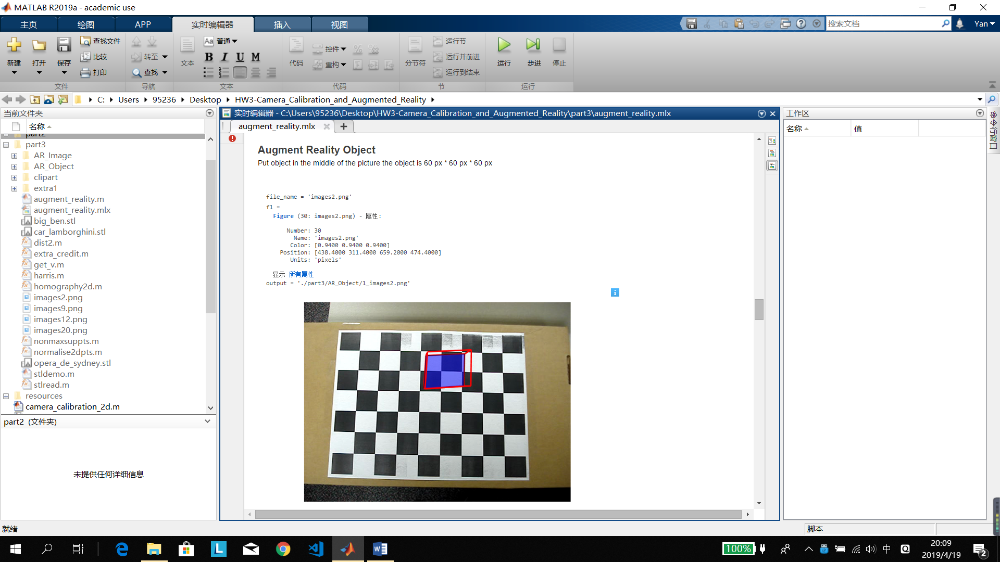 MATLAB R2019a - academic use
主页 绘图 APP 实时编辑器 插入 视图 搜索文档 Yan
新建 打开 保存 查找文件 比较 打印 转至 查找 文本 Aa 普通 B I U M 代码 控件 重构 分节符 运行节 运行并前进 运行到结束 运行 步进 停止
文件 导航 文本 代码 节 运行
C: Users 95236 Desktop HW3-Camera_Calibration_and_Augmented_Reality
当前文件夹
名称
part2
part3
AR_Image
AR_Object
clipart
extra1
augment_reality.m
augment_reality.mlx
big_ben.stl
car_lamborghini.stl
dist2.m
extra_credit.m
get_v.m
harris.m
homography2d.m
images2.png
images9.png
images12.png
images20.png
nonmaxsuppts.m
normalise2dpts.m
opera_de_sydney.stl
stldemo.m
stlread.m
resources
camera_calibration_2d.m
part2 (文件夹)
未提供任何详细信息
实时编辑器 - C:\Users\95236\Desktop\HW3-Camera_Calibration_and_Augmented_Reality\part3\augment_reality.mlx
augment_reality.mlx
Augment Reality Object
Put object in the middle of the picture the object is 60 px * 60 px * 60 px
file_name = 'images2.png'
f1 =
Figure (30: images2.png) - 属性:
Number: 30
Name: 'images2.png'
Color: [0.9400 0.9400 0.9400]
Position: [438.4000 311.4000 659.2000 474.4000]
Units: 'pixels'
显示 所有属性
output = './part3/AR_Object/1_images2.png'
工作区
名称 值
命令行窗口
就绪 脚本
100% 中 20:09
2019/4/19 2